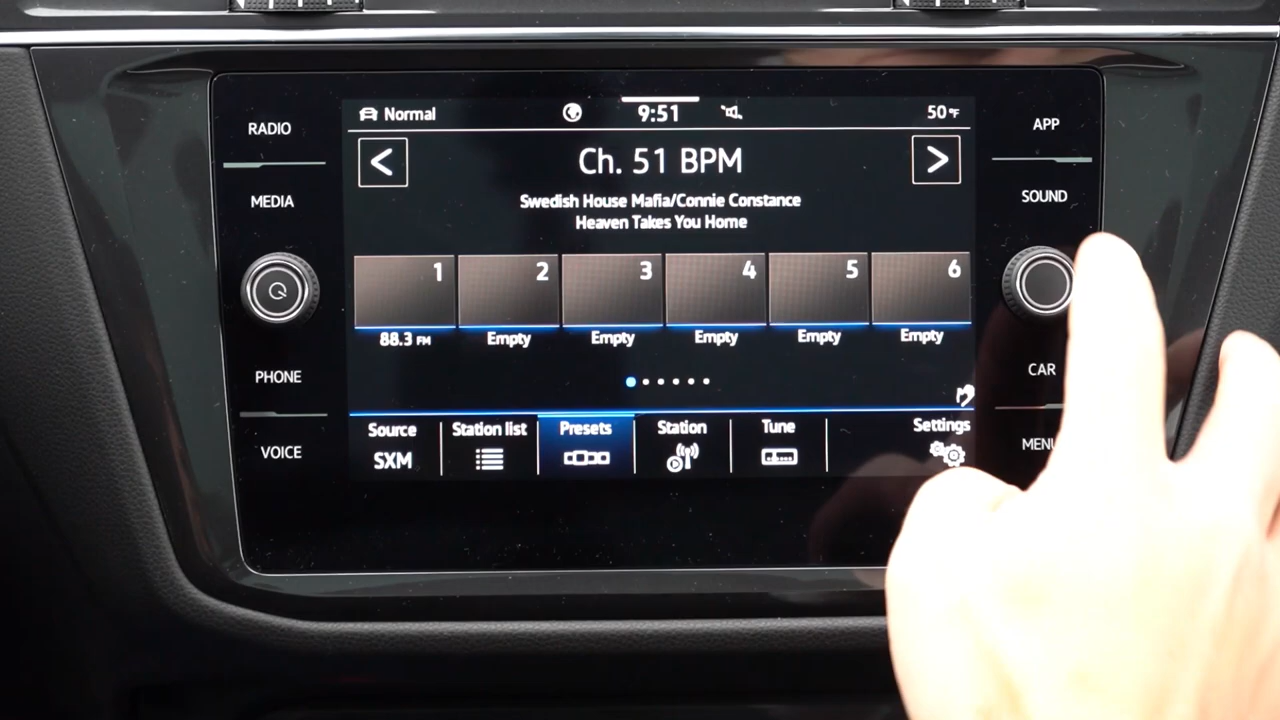 RADIO
MEDIA
PHONE
VOICE
Normal
9:51
50°F
<
Ch. 51 BPM
>
Swedish House Mafia/Connie Constance
Heaven Takes You Home
1 2 3 4 5 6
88.3 FM Empty Empty Empty Empty Empty
Source Station list Presets Station Tune Settings
SXM
APP
SOUND
CAR
MENU